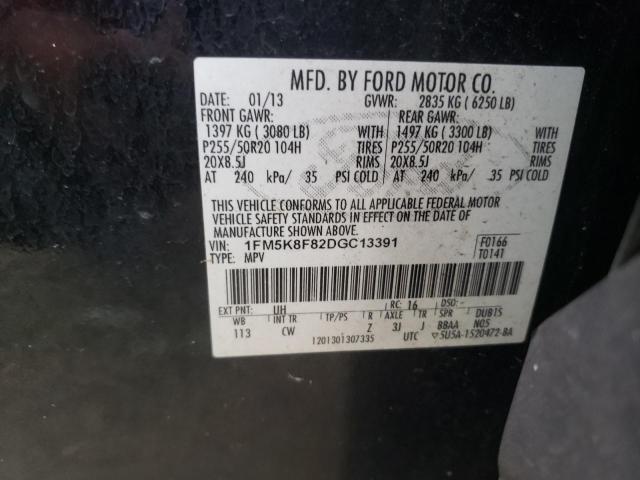 MFD. BY FORD MOTOR CO.
DATE: 01/13 GVWR: 2835 KG ( 6250 LB)
FRONT GAWR: REAR GAWR:
1397 KG ( 3080 LB) WITH 1497 KG ( 3300 LB) WITH
P255/50R20 104H TIRES P255/50R20 104H TIRES
20X8.5J RIMS 20X8.5J RIMS
AT 240 kPa/ 35 PSI COLD AT 240 kPa/ 35 PSI COLD
THIS VEHICLE CONFORMS TO ALL APPLICABLE FEDERAL MOTOR
VEHICLE SAFETY STANDARDS IN EFFECT ON THE DATE OF
MANUFACTURE SHOWN ABOVE.
VIN: 1FM5K8F82DGC13391 F0166
TYPE: MPV T0141
EXT PNT: UH RC: 16 DSO: -
WB INT TR TP/PS R AXLE TR SPR DUB15
113 CW Z 3J J BBAA N05
1201301307335 UTC ▽5U5A-1520472-BA